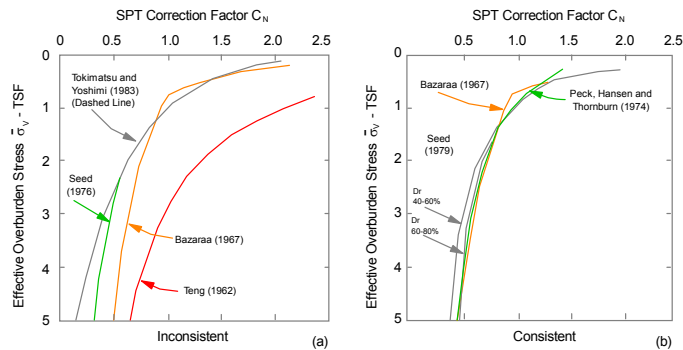 SPT Correction Factor C N
0 0.5 1.0 1.5 2.0 2.5
0
1
2
3
4
5
Effective Overburden Stress σ̄ V - TSF
Tokimatsu and
Yoshimi (1983)
(Dashed Line)
Seed
(1976)
Bazaraa (1967)
Teng (1962)
Inconsistent
(a)
SPT Correction Factor C N
0.5 1.0 1.5 2.0 2.5
0
1
2
3
4
5
Effective Overburden Stress σ̄ V - TSF
Bazaraa (1967)
Peck, Hansen and
Thornburn (1974)
Seed
(1979)
Dr
40-60%
Dr
60-80%
Consistent
(b)